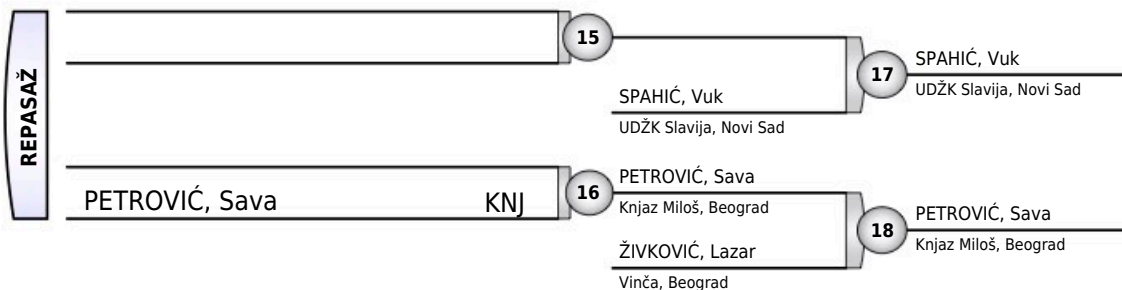 REPASAŽ
15
SPAHIĆ, Vuk
UDŽK Slavija, Novi Sad
17
SPAHIĆ, Vuk
UDŽK Slavija, Novi Sad
PETROVIĆ, Sava KNJ
16
PETROVIĆ, Sava
Knjaz Miloš, Beograd
ŽIVKOVIĆ, Lazar
Vinča, Beograd
18
PETROVIĆ, Sava
Knjaz Miloš, Beograd